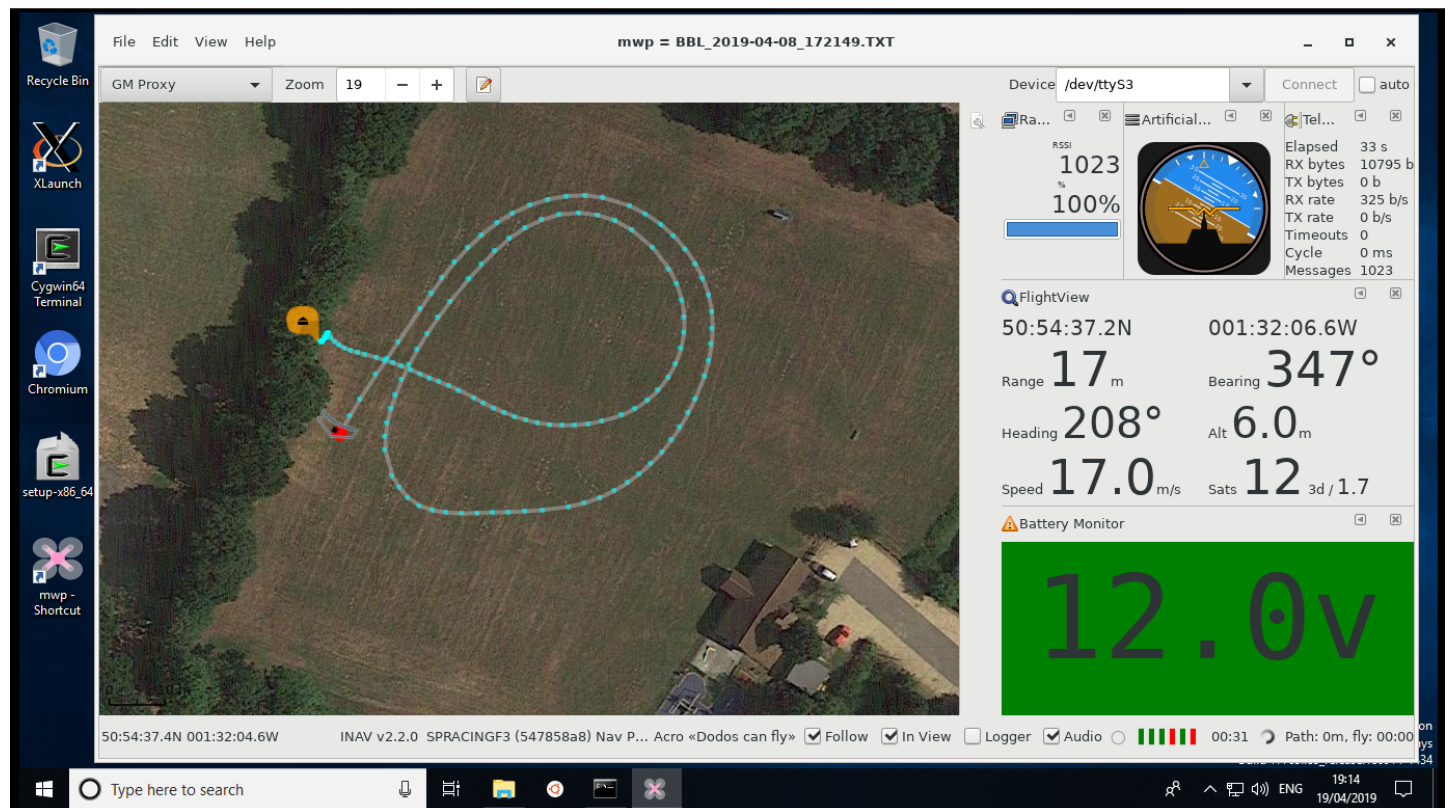 Recycle Bin
XLaunch
Cygwin64
Terminal
Chromium
setup-x86_64
mwp -
Shortcut
File Edit View Help
mwp = BBL_2019-04-08_172149.TXT
GM Proxy
Zoom 19 − +
Device /dev/ttyS3
Connect auto
Ra...
RSSI
1023
%
100%
Artificial...
Tel...
Elapsed 33 s
RX bytes 10795 b
TX bytes 0 b
RX rate 325 b/s
TX rate 0 b/s
Timeouts 0
Cycle 0 ms
Messages 1023
FlightView
50:54:37.2N 001:32:06.6W
Range 17 m Bearing 347°
Heading 208° Alt 6.0 m
Speed 17.0 m/s Sats 12 3d / 1.7
Battery Monitor
12.0v
50:54:37.4N 001:32:04.6W INAV v2.2.0 SPRACINGF3 (547858a8) Nav P... Acro «Dodos can fly» Follow In View Logger Audio 00:31 Path: 0m, fly: 00:00
Type here to search
ENG
19:14
19/04/2019